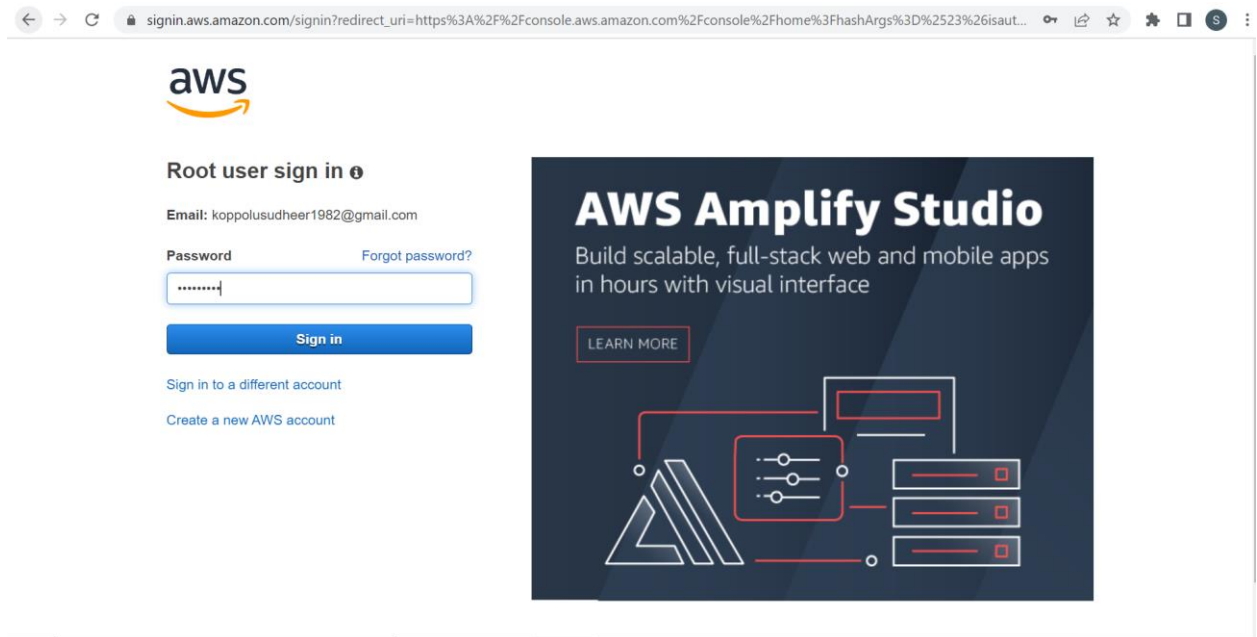 signin.aws.amazon.com/signin?redirect_uri=https%3A%2F%2Fconsole.aws.amazon.com%2Fconsole%2Fhome%3FhashArgs%3D%2523%26isaut...
S
aws
Root user sign in
Email: koppolusudheer1982@gmail.com
Password Forgot password?
•••••••••
Sign in
Sign in to a different account
Create a new AWS account
AWS Amplify Studio
Build scalable, full-stack web and mobile apps
in hours with visual interface
LEARN MORE